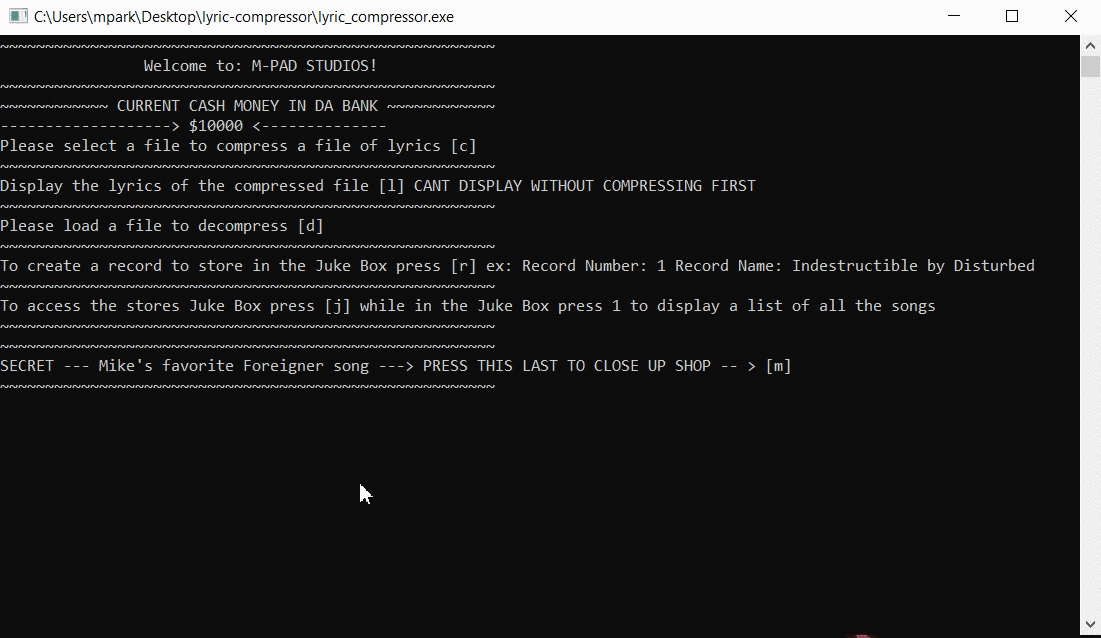 C:\Users\mpark\Desktop\lyric-compressor\lyric_compressor.exe
~~~~~~~~~~~~~~~~~~~~~~~~~~~~~~~~~~~~~~~~~~~~~~~~~~~~~~~
Welcome to: M-PAD STUDIOS!
~~~~~~~~~~~~~~~~~~~~~~~~~~~~~~~~~~~~~~~~~~~~~~~~~~~~~~~
~~~~~~~~~~~~ CURRENT CASH MONEY IN DA BANK ~~~~~~~~~~~~
-------------------> $10000 <--------------
Please select a file to compress a file of lyrics [c]
~~~~~~~~~~~~~~~~~~~~~~~~~~~~~~~~~~~~~~~~~~~~~~~~~~~~~~~
Display the lyrics of the compressed file [l] CANT DISPLAY WITHOUT COMPRESSING FIRST
~~~~~~~~~~~~~~~~~~~~~~~~~~~~~~~~~~~~~~~~~~~~~~~~~~~~~~~
Please load a file to decompress [d]
~~~~~~~~~~~~~~~~~~~~~~~~~~~~~~~~~~~~~~~~~~~~~~~~~~~~~~~
To create a record to store in the Juke Box press [r] ex: Record Number: 1 Record Name: Indestructible by Disturbed
~~~~~~~~~~~~~~~~~~~~~~~~~~~~~~~~~~~~~~~~~~~~~~~~~~~~~~~
To access the stores Juke Box press [j] while in the Juke Box press 1 to display a list of all the songs
~~~~~~~~~~~~~~~~~~~~~~~~~~~~~~~~~~~~~~~~~~~~~~~~~~~~~~~
~~~~~~~~~~~~~~~~~~~~~~~~~~~~~~~~~~~~~~~~~~~~~~~~~~~~~~~
SECRET --- Mike's favorite Foreigner song ---> PRESS THIS LAST TO CLOSE UP SHOP -- > [m]
~~~~~~~~~~~~~~~~~~~~~~~~~~~~~~~~~~~~~~~~~~~~~~~~~~~~~~~